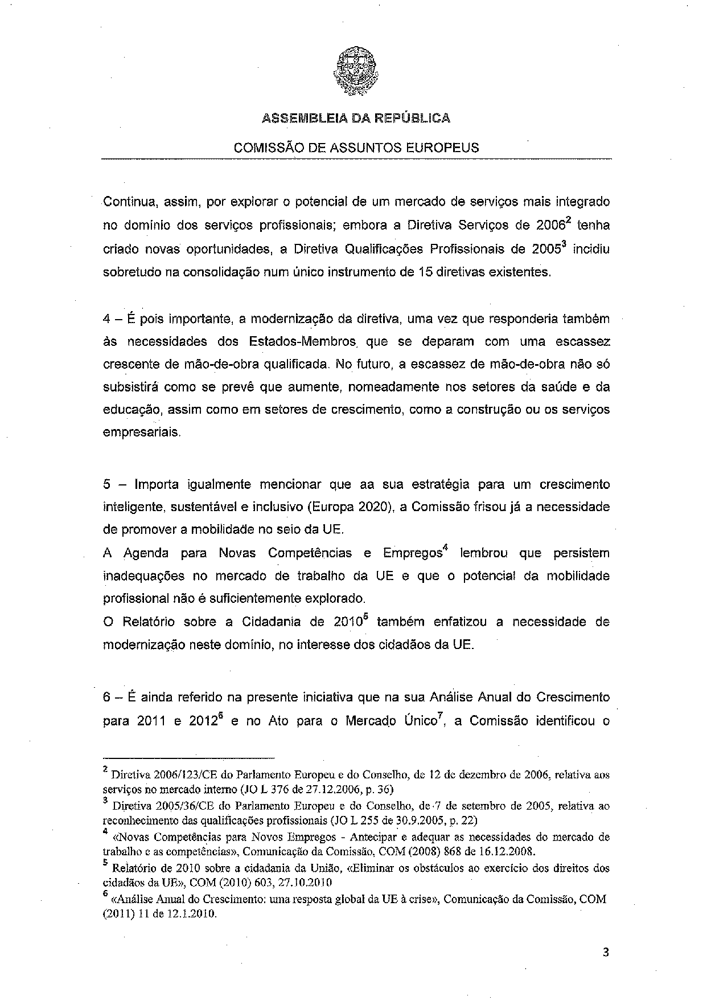 ASSEMBLEIA DA REPÚBLICA
COMISSÃO DE ASSUNTOS EUROPEUS
Continua, assim, por explorar o potencial de um mercado de serviços mais integrado
no domínio dos serviços profissionais; embora a Diretiva Serviços de 2006² tenha
criado novas oportunidades, a Diretiva Qualificações Profissionais de 2005³ incidiu
sobretudo na consolidação num único instrumento de 15 diretivas existentes.
4 – É pois importante, a modernização da diretiva, uma vez que responderia também
às necessidades dos Estados-Membros que se deparam com uma escassez
crescente de mão-de-obra qualificada. No futuro, a escassez de mão-de-obra não só
subsistirá como se prevê que aumente, nomeadamente nos setores da saúde e da
educação, assim como em setores de crescimento, como a construção ou os serviços
empresariais.
5 – Importa igualmente mencionar que aa sua estratégia para um crescimento
inteligente, sustentável e inclusivo (Europa 2020), a Comissão frisou já a necessidade
de promover a mobilidade no seio da UE.
A Agenda para Novas Competências e Empregos⁴ lembrou que persistem
inadequações no mercado de trabalho da UE e que o potencial da mobilidade
profissional não é suficientemente explorado.
O Relatório sobre a Cidadania de 2010⁵ também enfatizou a necessidade de
modernização neste domínio, no interesse dos cidadãos da UE.
6 – É ainda referido na presente iniciativa que na sua Análise Anual do Crescimento
para 2011 e 2012⁶ e no Ato para o Mercado Único⁷, a Comissão identificou o
² Diretiva 2006/123/CE do Parlamento Europeu e do Conselho, de 12 de dezembro de 2006, relativa aos
serviços no mercado interno (JO L 376 de 27.12.2006, p. 36)
³ Diretiva 2005/36/CE do Parlamento Europeu e do Conselho, de 7 de setembro de 2005, relativa ao
reconhecimento das qualificações profissionais (JO L 255 de 30.9.2005, p. 22)
⁴ «Novas Competências para Novos Empregos - Antecipar e adequar as necessidades do mercado de
trabalho e as competências», Comunicação da Comissão, COM (2008) 868 de 16.12.2008.
⁵ Relatório de 2010 sobre a cidadania da União, «Eliminar os obstáculos ao exercício dos direitos dos
cidadãos da UE», COM (2010) 603, 27.10.2010
⁶ «Análise Anual do Crescimento: uma resposta global da UE à crise», Comunicação da Comissão, COM
(2011) 11 de 12.1.2010.
3